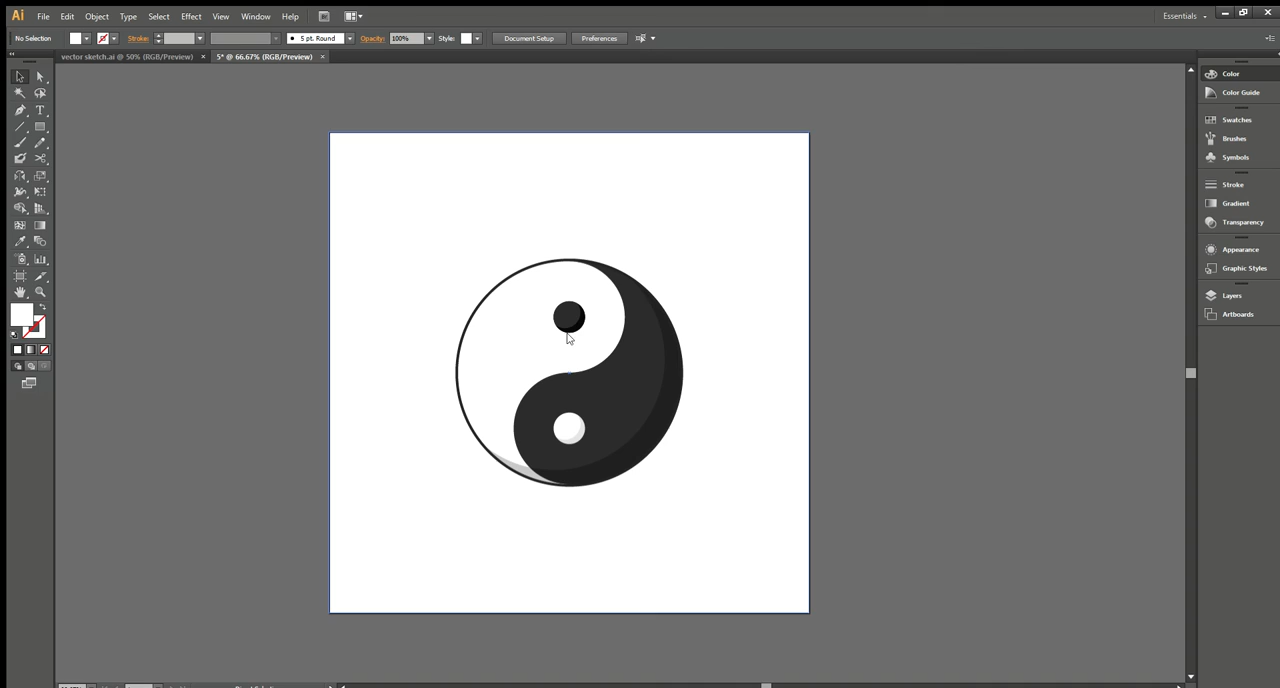 Ai File Edit Object Type Select Effect View Window Help Essentials
No Selection Stroke: 5 pt. Round Opacity: 100% Style: Document Setup Preferences
vector sketch.ai @ 50% (RGB/Preview) × 5* @ 66.67% (RGB/Preview) ×
Color
Color Guide
Swatches
Brushes
Symbols
Stroke
Gradient
Transparency
Appearance
Graphic Styles
Layers
Artboards